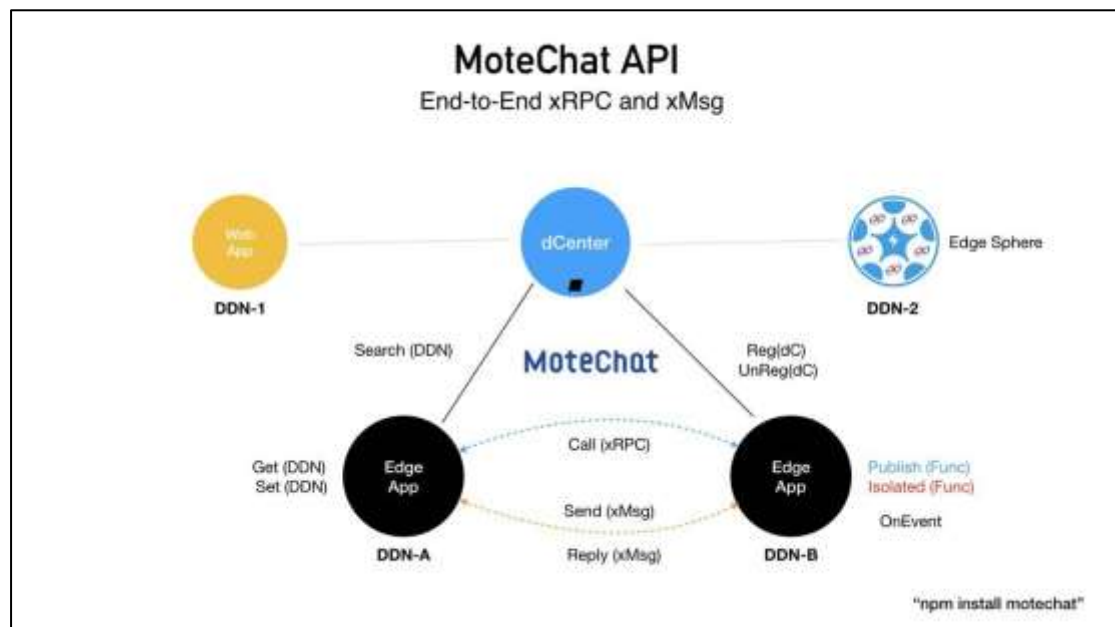 MoteChat API
End-to-End xRPC and xMsg
Web
App
dCenter
Edge Sphere
DDN-1
DDN-2
Search (DDN)
MoteChat
Reg(dC)
UnReg(dC)
Call (xRPC)
Get (DDN)
Set (DDN)
Edge
App
Edge
App
Publish (Func)
Isolated (Func)
Send (xMsg)
OnEvent
DDN-A
Reply (xMsg)
DDN-B
"npm install motechat"